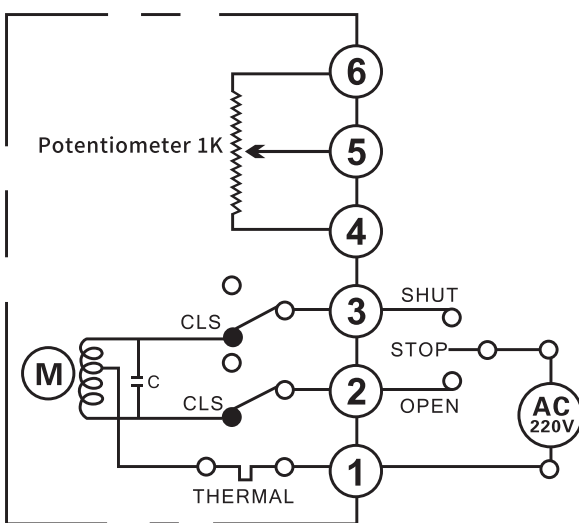 6
Potentiometer 1K
5
4
3
SHUT
CLS
STOP
M
C
2
AC
220V
CLS
OPEN
1
THERMAL